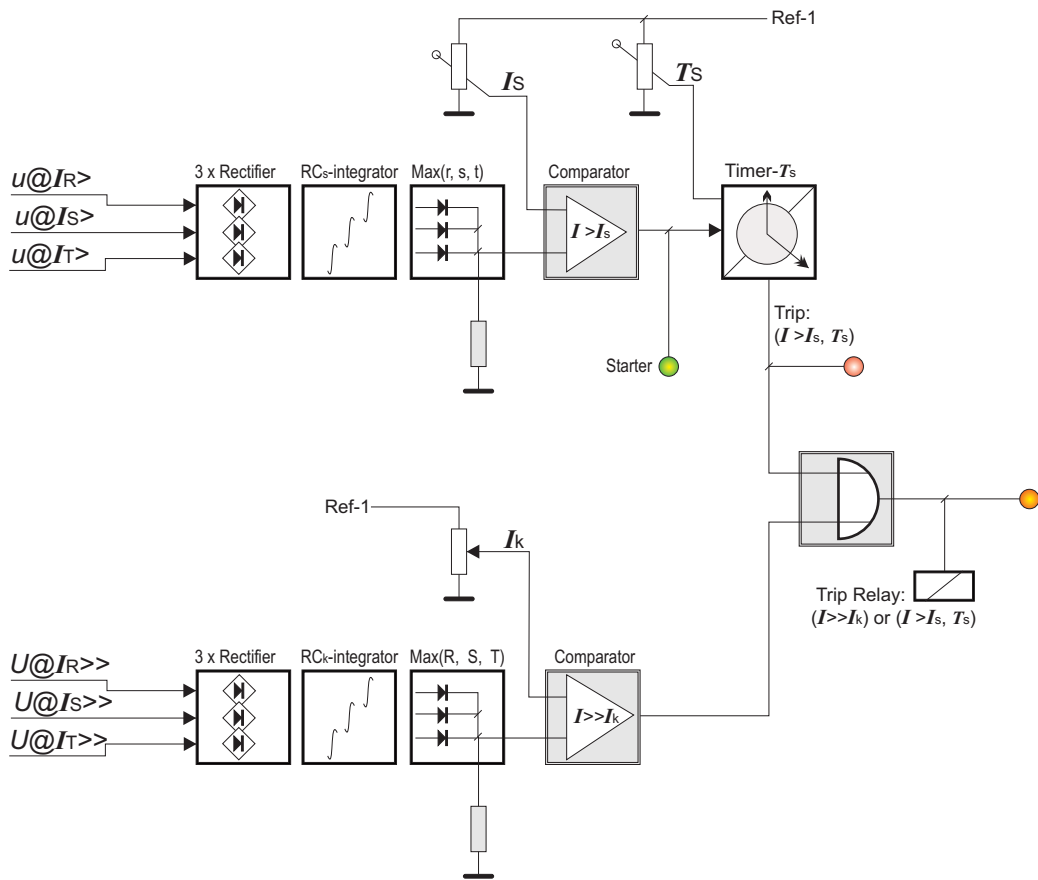 Ref-1
IS
TS
u@IR>
u@IS>
u@IT>
3 x Rectifier
RCs-integrator
Max(r, s, t)
Comparator
Timer-Ts
I >Is
Trip:
(I >Is, Ts)
Starter
Ref-1
Ik
Trip Relay:
(I>>Ik) or (I >Is, Ts)
U@IR>>
U@IS>>
U@IT>>
3 x Rectifier
RCk-integrator
Max(R, S, T)
Comparator
I>>Ik